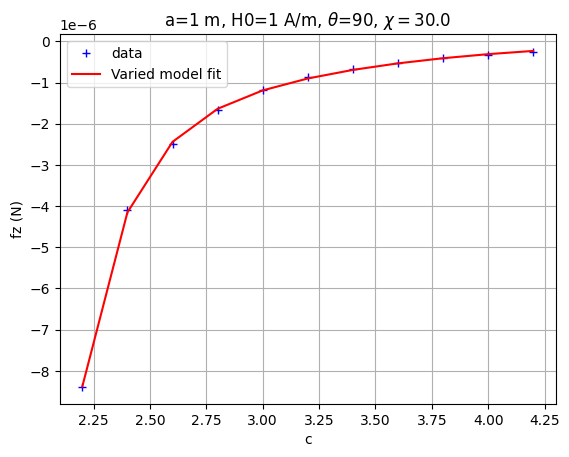 a=1 m, H0=1 A/m, θ=90, χ = 30.0
1e−6
data
Varied model fit
0
−1
−2
−3
−4
−5
−6
−7
−8
fz (N)
2.25 2.50 2.75 3.00 3.25 3.50 3.75 4.00 4.25
c